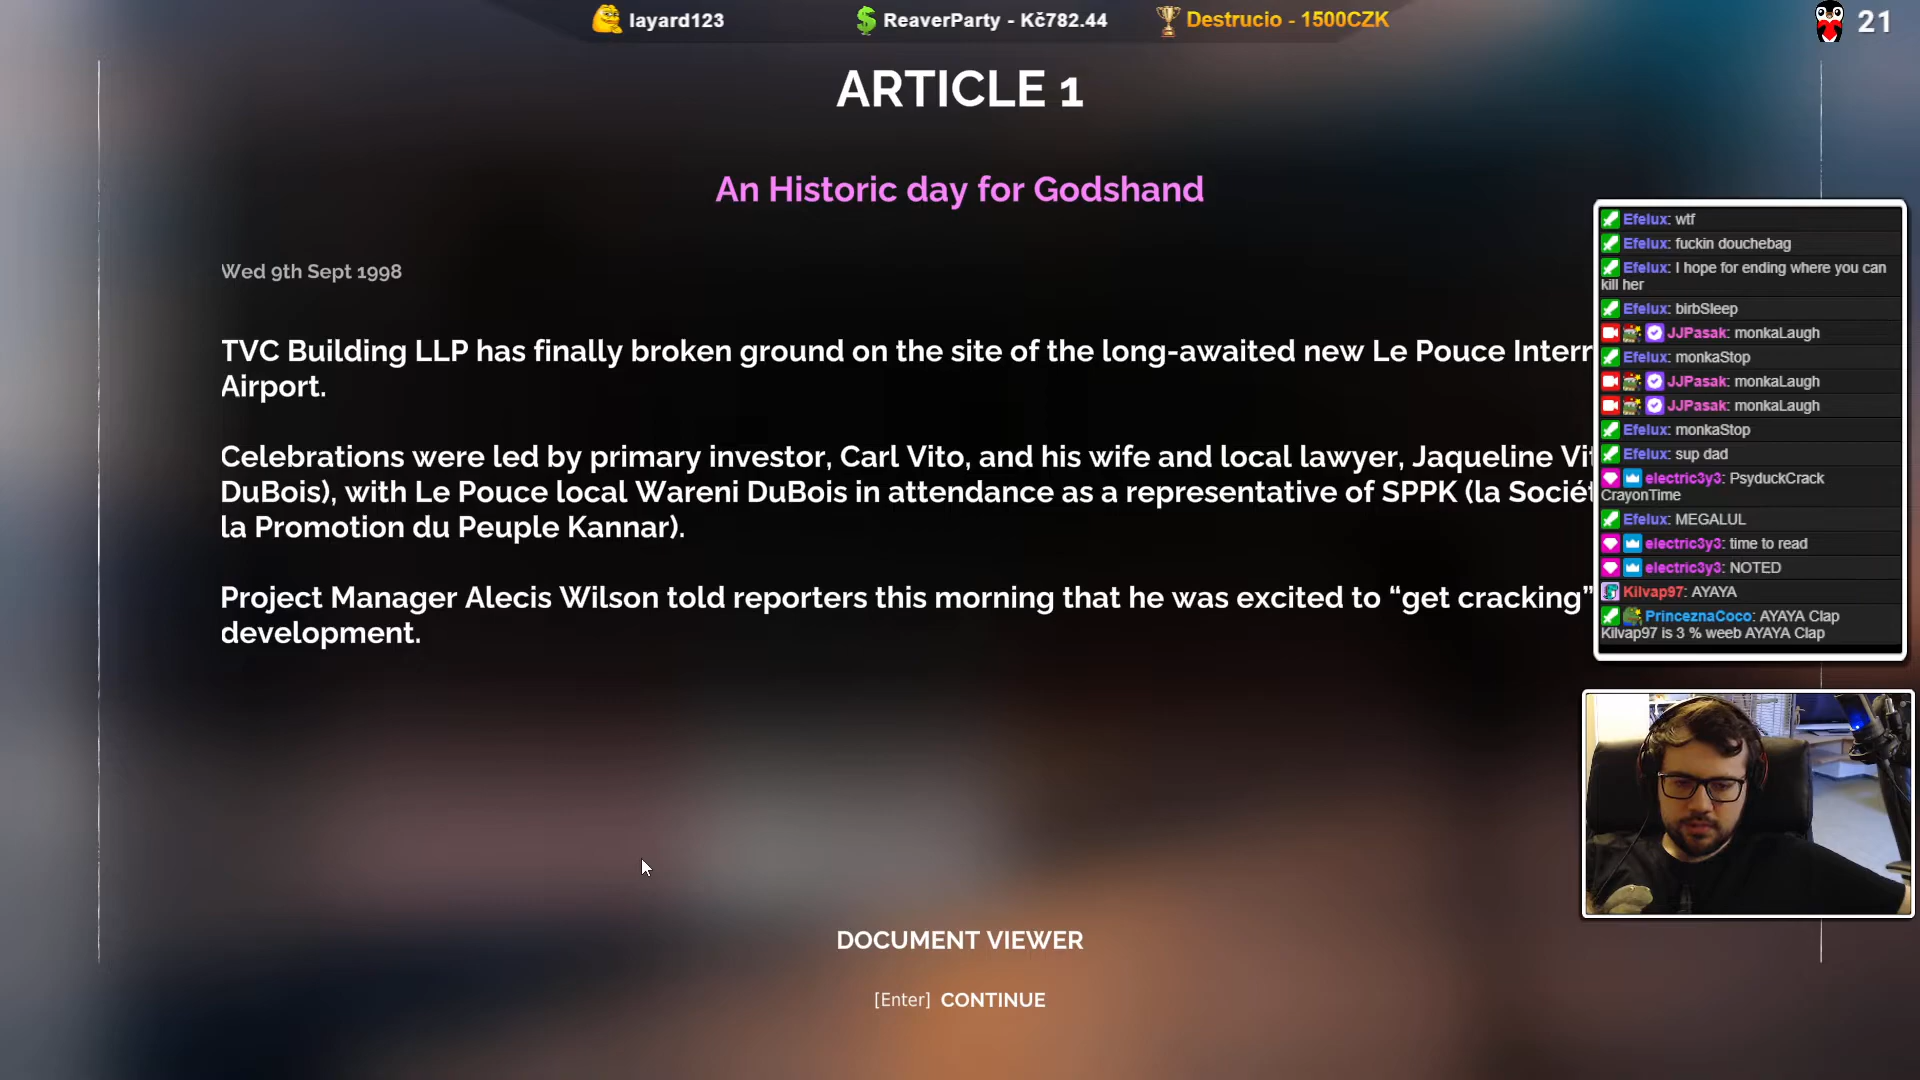 layard123
ReaverParty - Kč782.44
Destrucio - 1500CZK
21
ARTICLE 1
An Historic day for Godshand
Wed 9th Sept 1998
TVC Building LLP has finally broken ground on the site of the long-awaited new Le Pouce
Airport.
Celebrations were led by primary investor, Carl Vito, and his wife and local lawyer, Jaqueline
DuBois), with Le Pouce local Wareni DuBois in attendance as a representative of SPPK (la
la Promotion du Peuple Kannar).
Project Manager Alecis Wilson told reporters this morning that he was excited to “get cracking”
development.
DOCUMENT VIEWER
[Enter] CONTINUE
Efelux: wtf
Efelux: fuckin douchebag
Efelux: I hope for ending where you can
kill her
Efelux: birbSleep
JJPasak: monkaLaugh
Efelux: monkaStop
JJPasak: monkaLaugh
JJPasak: monkaLaugh
Efelux: monkaStop
Efelux: sup dad
electric3y3: PsyduckCrack
CrayonTime
Efelux: MEGALUL
electric3y3: time to read
electric3y3: NOTED
Kilvap97: AYAYA
PrinceznaCoco: AYAYA Clap
Kilvap97 is 3 % weeb AYAYA Clap